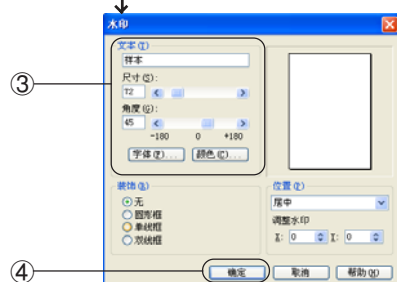 水印
文本(T)
样本
尺寸(S):
72
角度(G):
45
-180 0 +180
字体(F)... 颜色(C)...
装饰(A)
无
圆形框
单线框
双线框
位置(P)
居中
调整水印
X: 0 Y: 0
确定 取消 帮助(H)
③
④